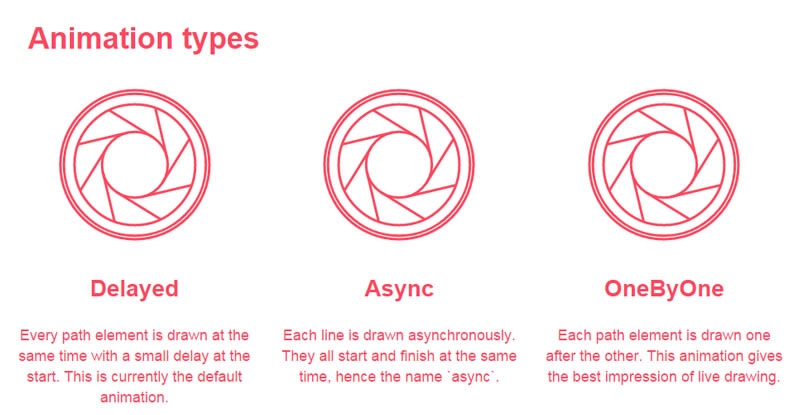 Animation types
Delayed
Every path element is drawn at the
same time with a small delay at the
start. This is currently the default
animation.
Async
Each line is drawn asynchronously.
They all start and finish at the same
time, hence the name `async`.
OneByOne
Each path element is drawn one
after the other. This animation gives
the best impression of live drawing.